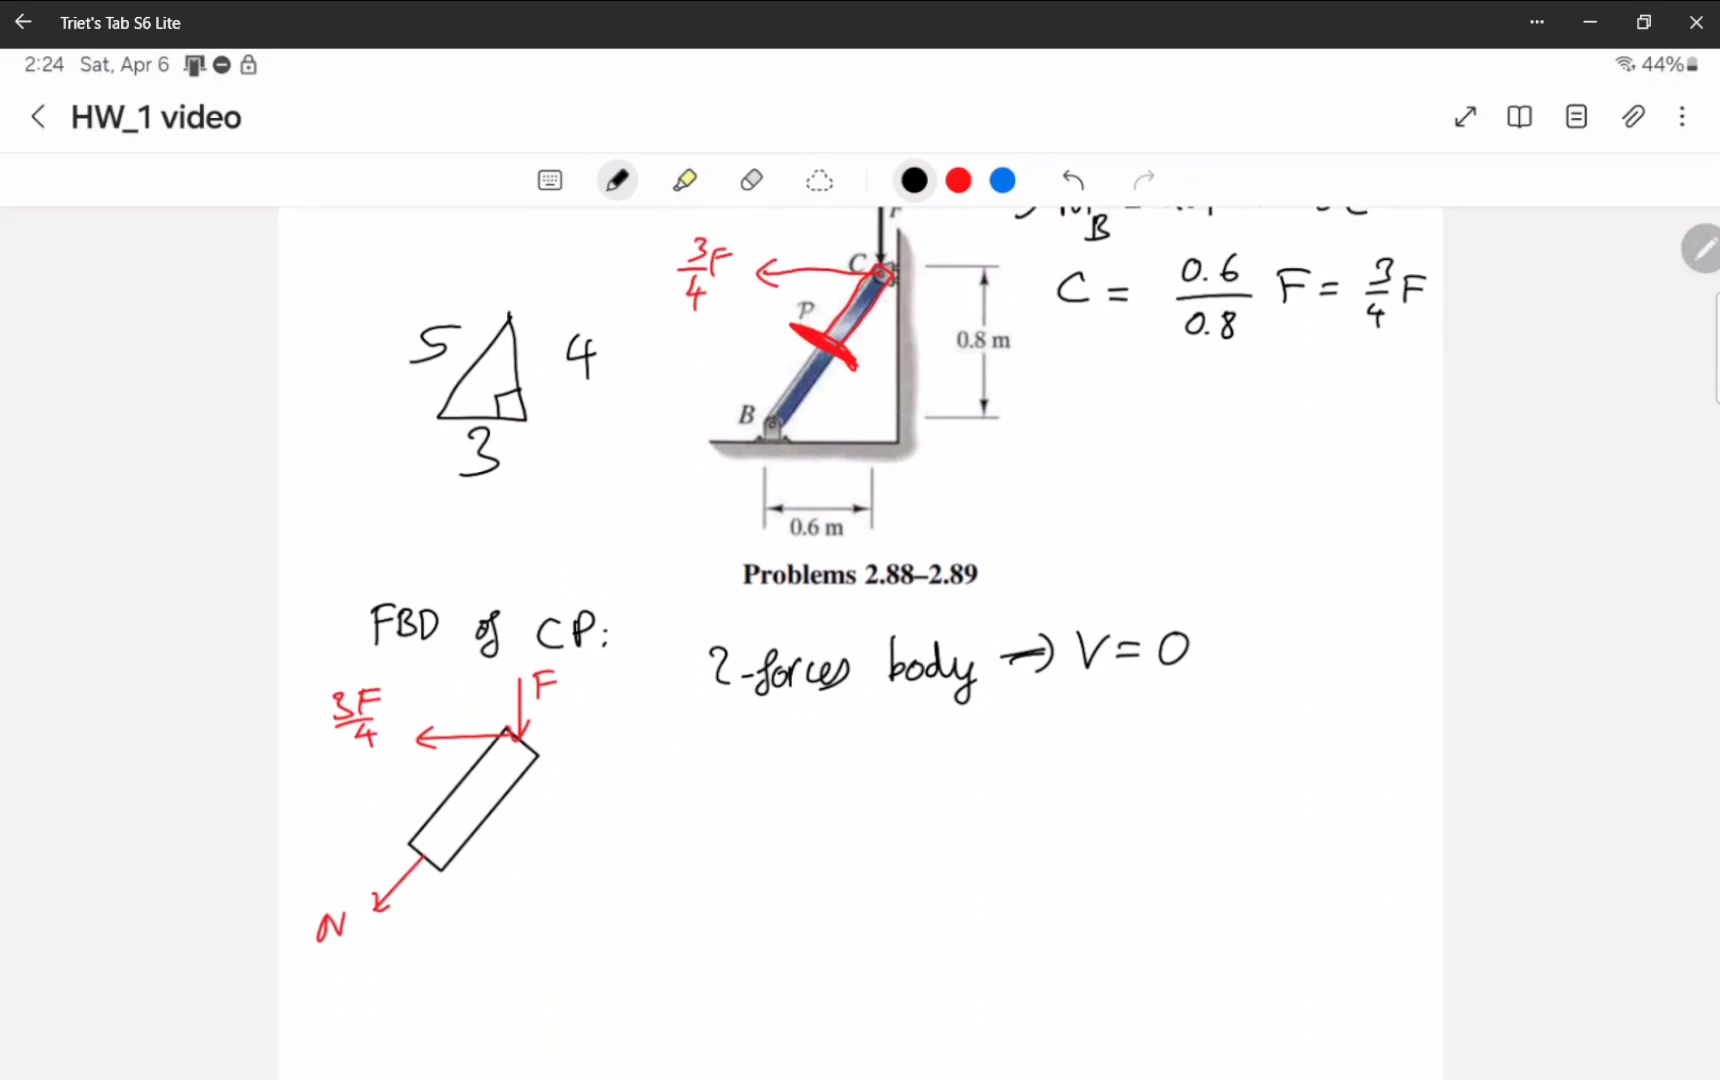 Triet's Tab S6 Lite
2:24 Sat, Apr 6
44%
HW_1 video
B
3F/4
C
C = 0.6/0.8 F = 3/4 F
P
5
4
0.8 m
B
3
0.6 m
Problems 2.88–2.89
FBD of CP:
2-forces body → V = 0
F
3F/4
N